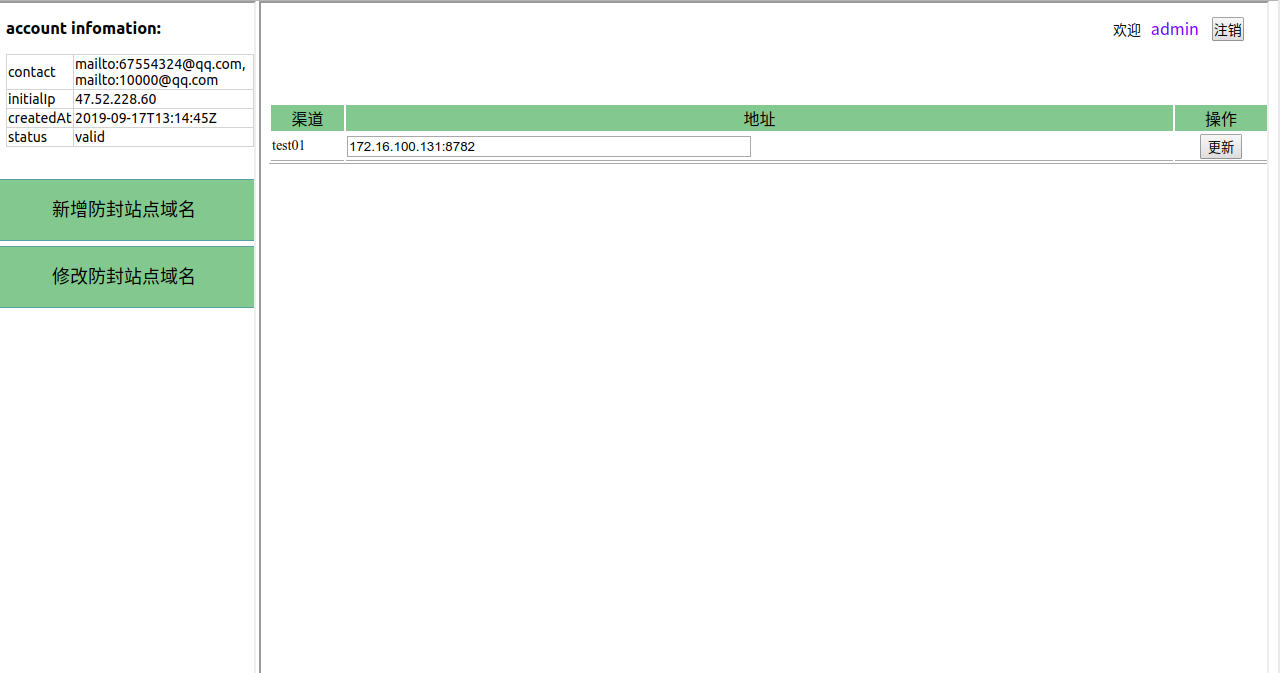 account infomation:
contact
mailto:67554324@qq.com,
mailto:10000@qq.com
initialIp 47.52.228.60
createdAt 2019-09-17T13:14:45Z
status valid
新增防封站点域名
修改防封站点域名
欢迎 admin 注销
渠道 地址 操作
test01 172.16.100.131:8782 更新